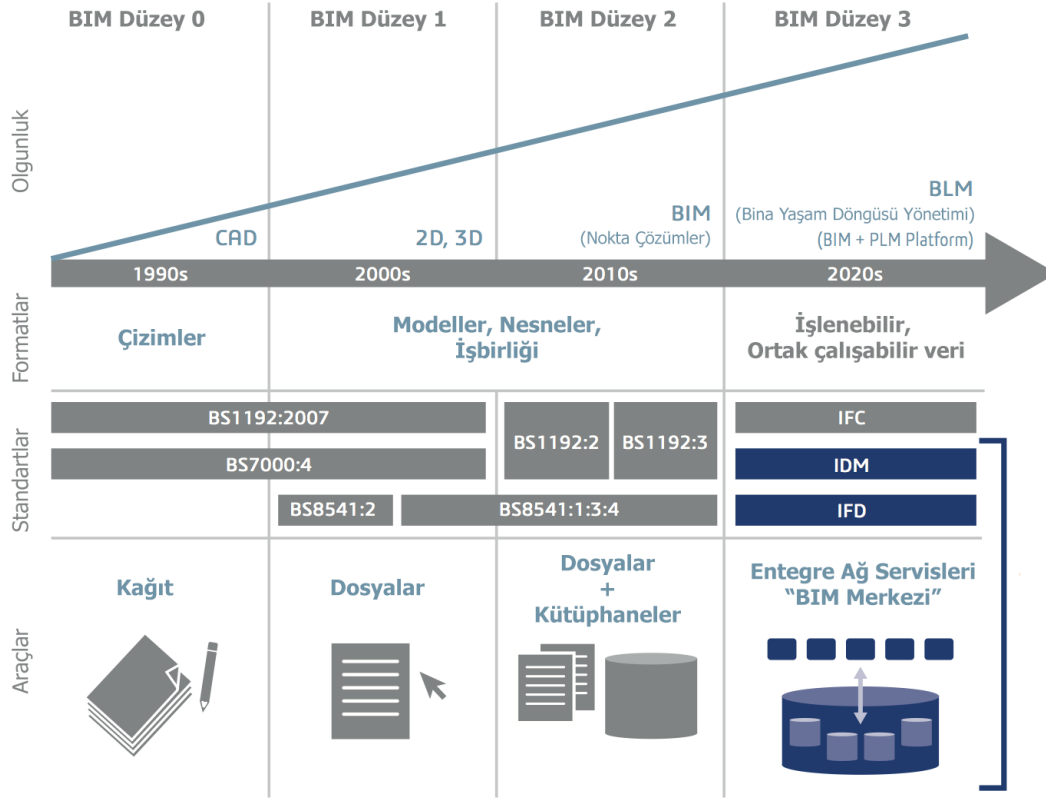 BIM Düzey 0
BIM Düzey 1
BIM Düzey 2
BIM Düzey 3
Olgunluk
CAD
2D, 3D
BIM
(Nokta Çözümler)
BLM
(Bina Yaşam Döngüsü Yönetimi)
(BIM + PLM Platform)
1990s
2000s
2010s
2020s
Formatlar
Çizimler
Modeller, Nesneler,
İşbirliği
İşlenebilir,
Ortak çalışabilir veri
Standartlar
BS1192:2007
BS7000:4
BS8541:2
BS8541:1:3:4
BS1192:2
BS1192:3
IFC
IDM
IFD
Araçlar
Kağıt
Dosyalar
Dosyalar
+
Kütüphaneler
Entegre Ağ Servisleri
“BIM Merkezi”